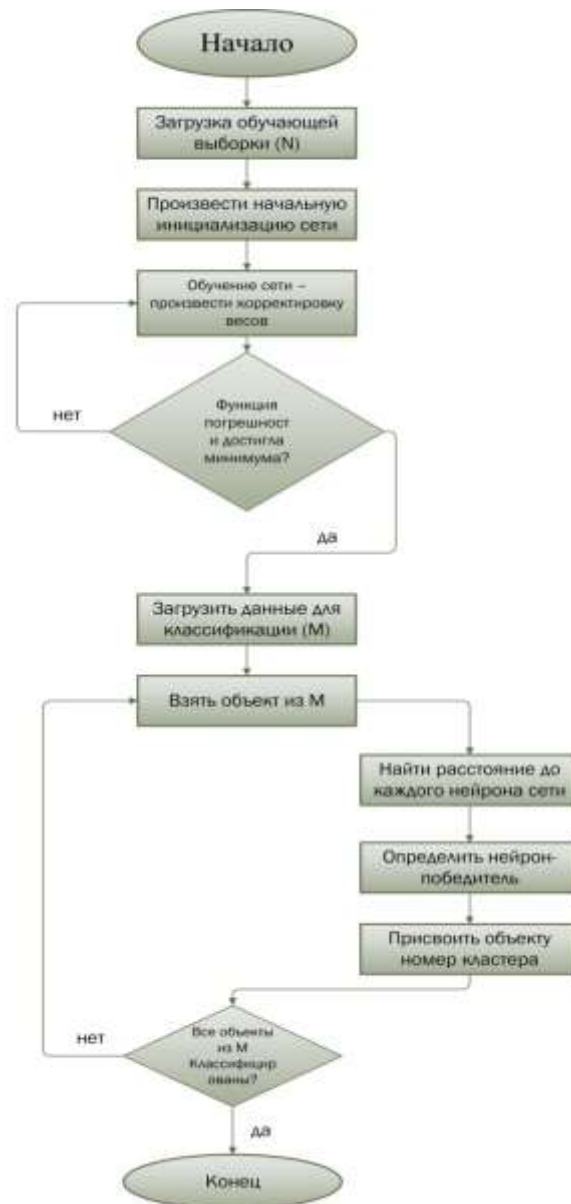 Начало
Загрузка обучающей
выборки (N)
Произвести начальную
инициализацию сети
Обучение сети –
произвести корректировку
весов
Функция
погрешност
и достигла
минимума?
нет
да
Загрузить данные для
классификации (М)
Взять объект из М
Найти расстояние до
каждого нейрона сети
Определить нейрон-
победитель
Присвоить объекту
номер кластера
Все объекты
из М
Классифицир
ованы?
нет
да
Конец